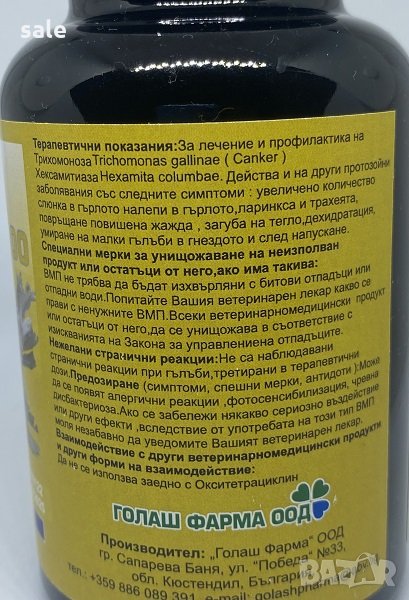 sale
Терапевтични показания:За лечение и профилактика на
Трихомоноза Trichomonas gallinae ( Canker )
Хексамитиаза Hexamita columbae. Действа и на други протозойни
заболявания със следните симптоми : увеличено количество
слюнка в гърлото налепи в гърлото,ларинкса и трахеята,
повръщане повишена жажда , загуба на тегло,дехидратация,
умиране на малки гълъби в гнездото и след напускане.
Специални мерки за унищожаване на неизползван
продукт или остатъци от него,ако има такива:
ВМП не трябва да бъдат изхвърляни с битови отпадъци или
отпадни води.Попитайте Вашия ветеринарен лекар какво се
прави с ненужните ВМП.Всеки ветеринарномедицински продукт
или остатъци от него,да се унищожава в съответствие с
изискванията на Закона за управлениена отпадъците.
Нежелани странични реакции:Не са наблюдавани
странични реакции при гълъби,третирани в терапевтични
дози.Предозиране (симптоми, спешни мерки, антидоти ):Може
да се появят алергични реакции ,фотосенсибилизация, чревна
дисбактериоза.Ако се забележи някакво сериозно въздействие
или други ефекти ,вследствие от употребата на този тип ВМП
моля незабавно да уведомите Вашият ветеринарен лекар.
Взаимодействие с други ветеринарномедицински продукти
и други форми на взаимодействие:
Да не се използва заедно с Окситетрациклин
ГОЛАШ ФАРМА ООД
Производител: „Голаш Фарма" ООД
гр. Сапарева Баня, ул. "Победа" №33,
обл. Кюстендил, България
тел.: +359 886 089 391, e-mail:
BAZAR